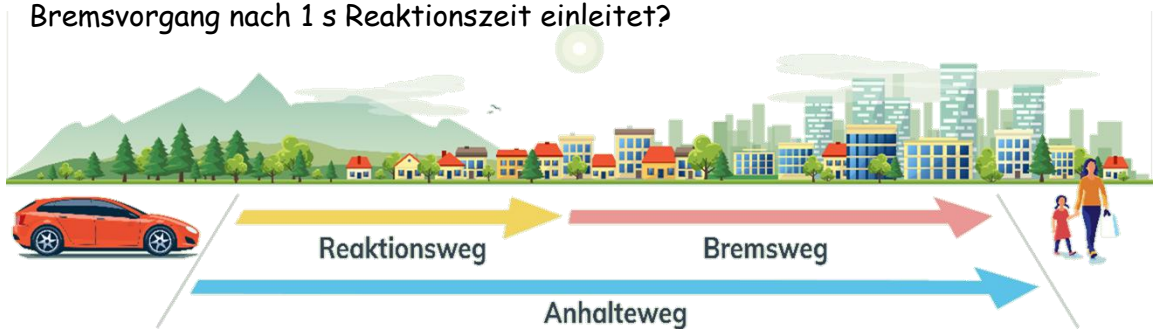 Bremsvorgang nach 1 s Reaktionszeit einleitet?
Reaktionsweg
Bremsweg
Anhalteweg